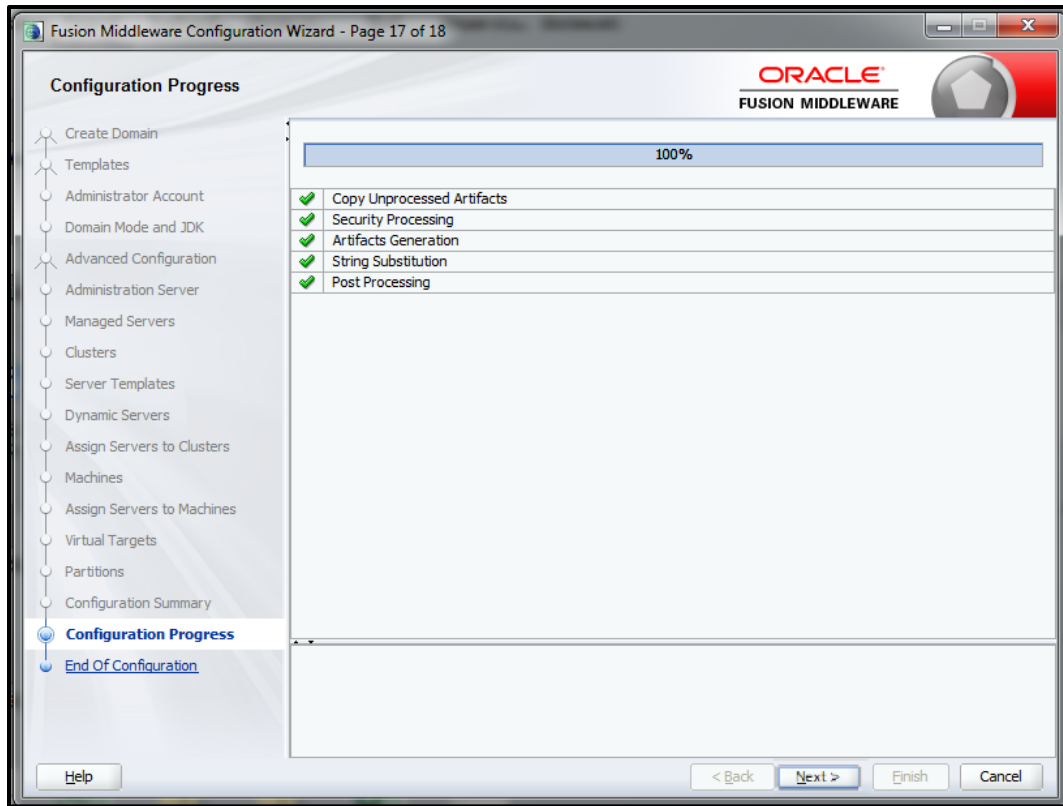 Fusion Middleware Configuration Wizard - Page 17 of 18
Configuration Progress
ORACLE
FUSION MIDDLEWARE
Create Domain
Templates
Administrator Account
Domain Mode and JDK
Advanced Configuration
Administration Server
Managed Servers
Clusters
Server Templates
Dynamic Servers
Assign Servers to Clusters
Machines
Assign Servers to Machines
Virtual Targets
Partitions
Configuration Summary
Configuration Progress
End Of Configuration
100%
Copy Unprocessed Artifacts
Security Processing
Artifacts Generation
String Substitution
Post Processing
Help
< Back
Next >
Finish
Cancel